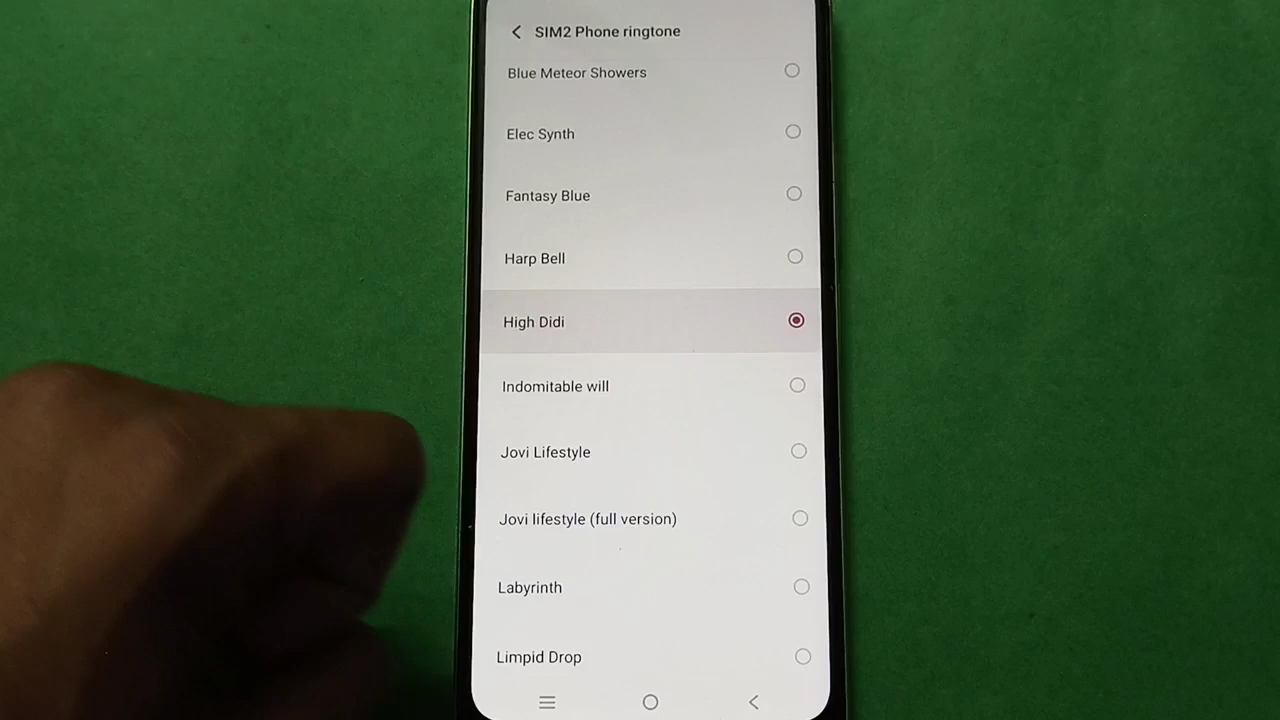 SIM2 Phone ringtone
Blue Meteor Showers
Elec Synth
Fantasy Blue
Harp Bell
High Didi
Indomitable will
Jovi Lifestyle
Jovi lifestyle (full version)
Labyrinth
Limpid Drop